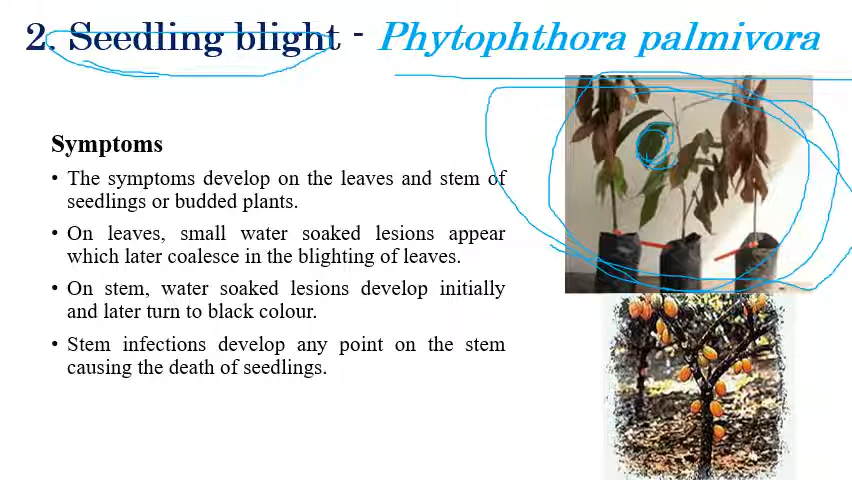 2. Seedling blight - Phytophthora palmivora
Symptoms
• The symptoms develop on the leaves and stem of
seedlings or budded plants.
• On leaves, small water soaked lesions appear
which later coalesce in the blighting of leaves.
• On stem, water soaked lesions develop initially
and later turn to black colour.
• Stem infections develop any point on the stem
causing the death of seedlings.